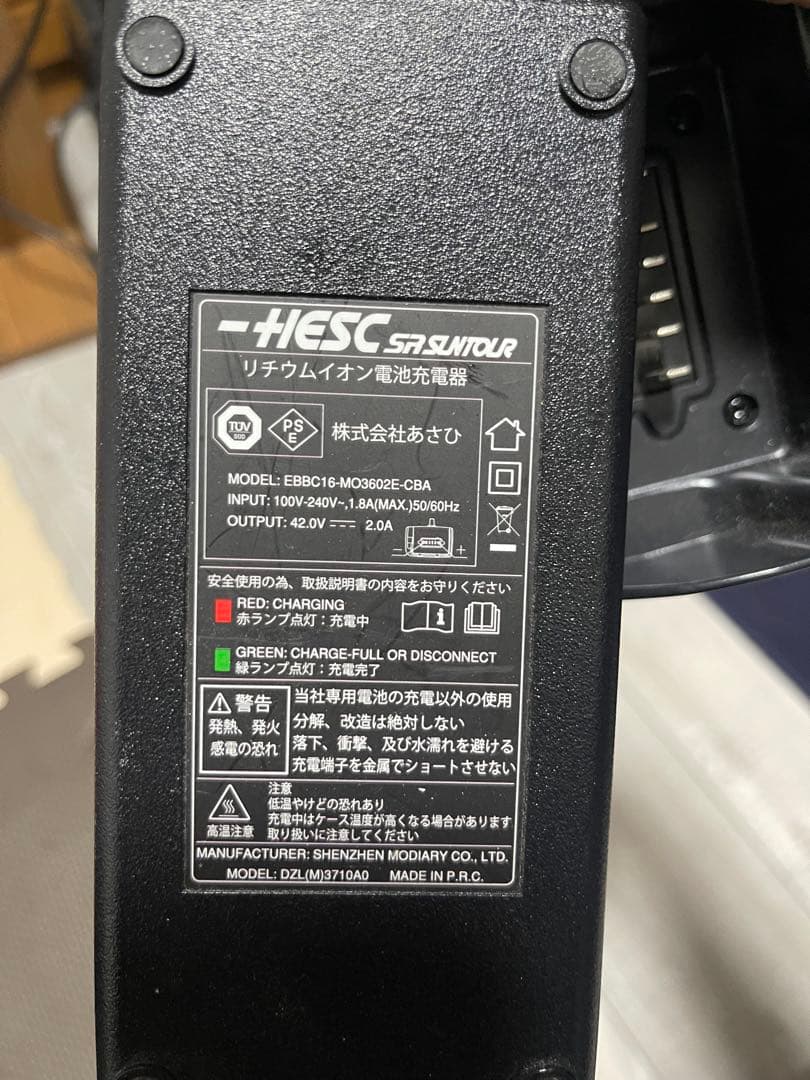 HESC SR SUNTOUR
リチウムイオン電池充電器
TÜV SÜD
PS E
株式会社あさひ
MODEL: EBBC16-MO3602E-CBA
INPUT: 100V-240V~,1.8A(MAX.)50/60Hz
OUTPUT: 42.0V ⎓ 2.0A
- +
安全使用の為、取扱説明書の内容をお守りください
RED: CHARGING
赤ランプ点灯：充電中
GREEN: CHARGE-FULL OR DISCONNECT
緑ランプ点灯：充電完了
警告
発熱、発火
感電の恐れ
当社専用電池の充電以外の使用
分解、改造は絶対しない
落下、衝撃、及び水濡れを避ける
充電端子を金属でショートさせない
高温注意
注意
低温やけどの恐れあり
充電中はケース温度が高くなる場合があります
取り扱いに注意してください
MANUFACTURER: SHENZHEN MODIARY CO., LTD.
MODEL: DZL(M)3710A0 MADE IN P.R.C.